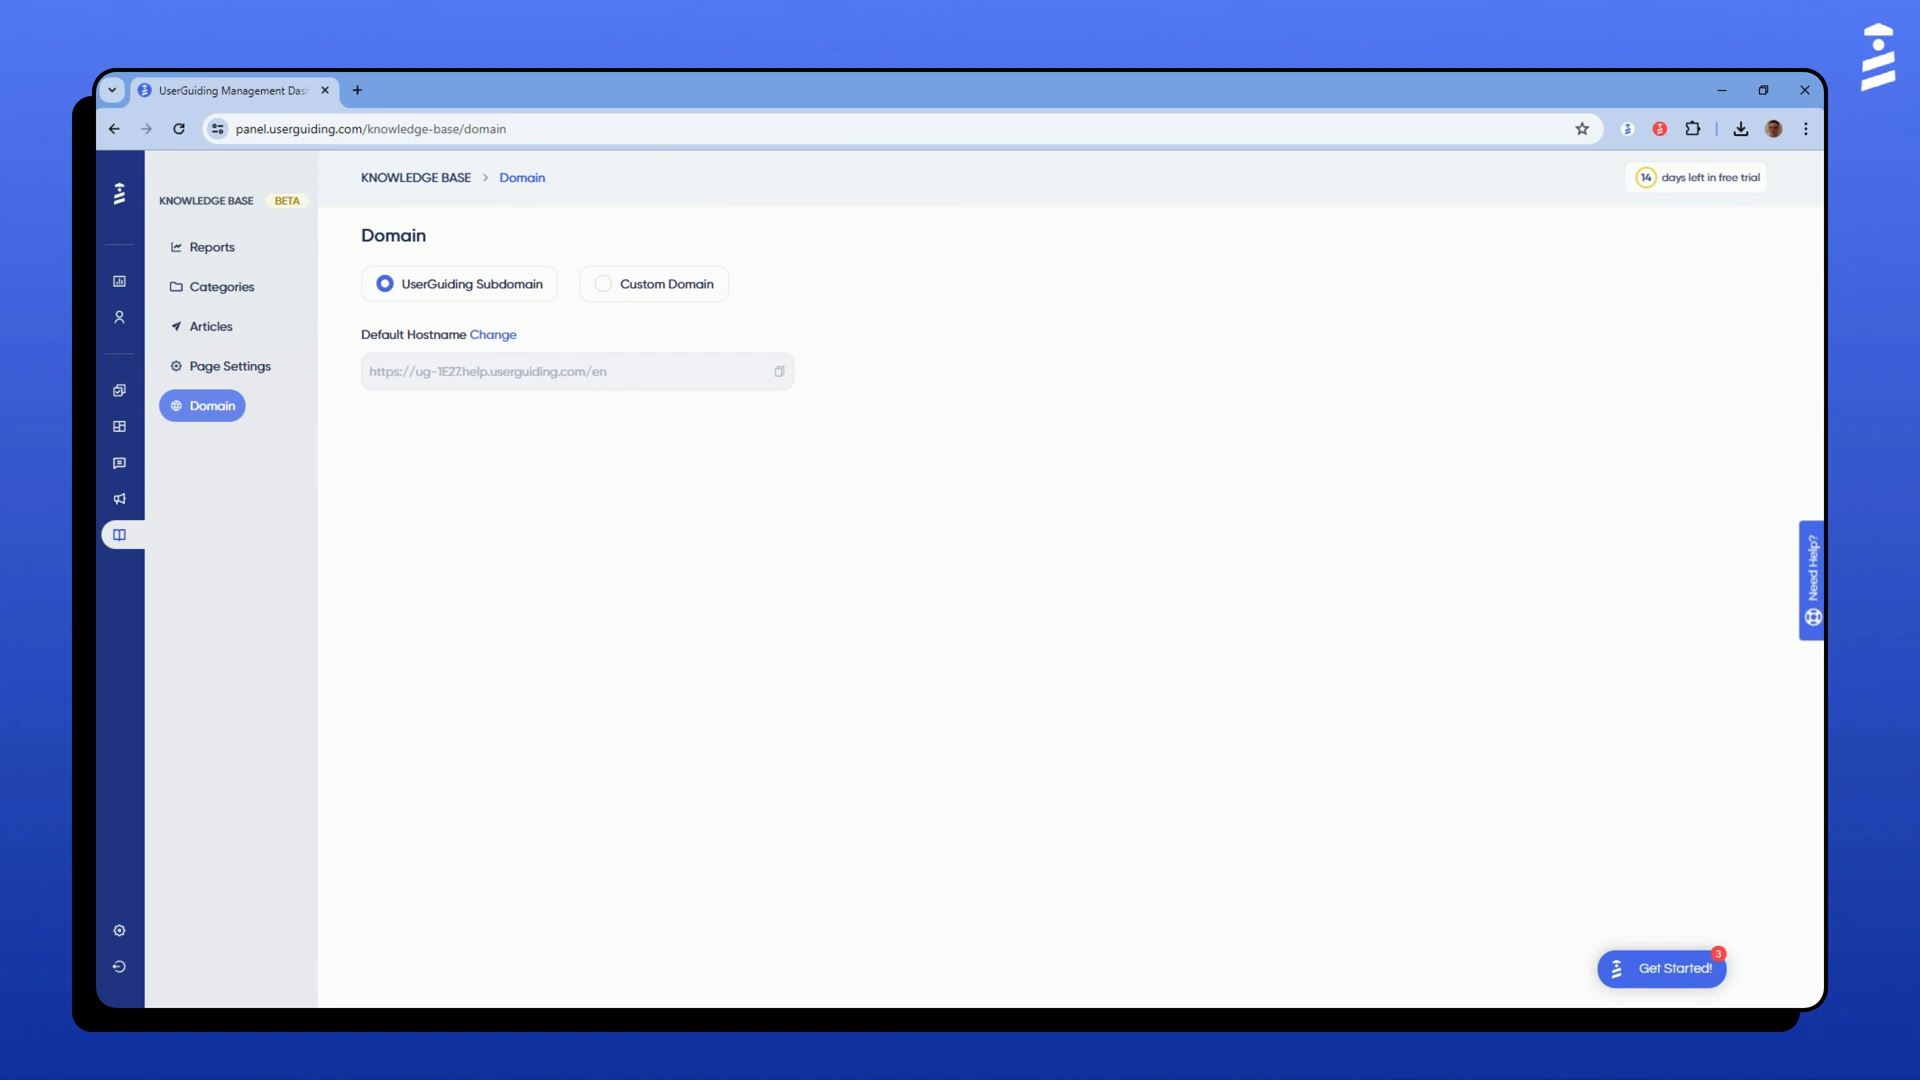 UserGuiding Management Das
panel.userguiding.com/knowledge-base/domain
KNOWLEDGE BASE > Domain
14 days left in free trial
KNOWLEDGE BASE BETA
Reports
Categories
Articles
Page Settings
Domain
Domain
UserGuiding Subdomain
Custom Domain
Default Hostname Change
https://ug-1E27.help.userguiding.com/en
Need Help?
Get Started!
3